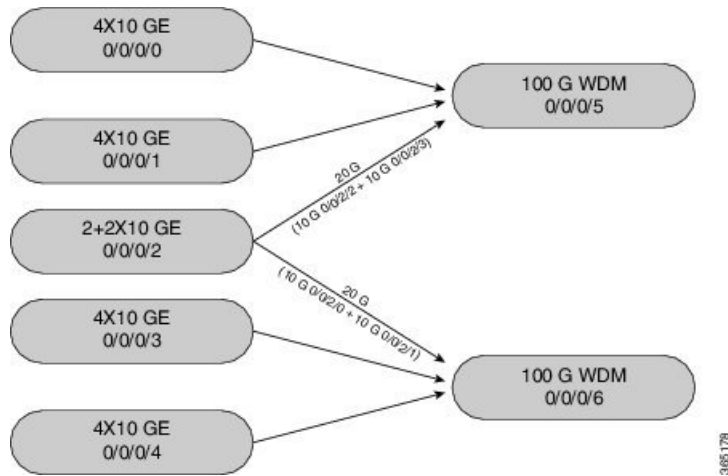 4X10 GE
0/0/0/0
4X10 GE
0/0/0/1
2+2X10 GE
0/0/0/2
4X10 GE
0/0/0/3
4X10 GE
0/0/0/4
20 G
(10 G 0/0/2/2 + 10 G 0/0/2/3)
20 G
(10 G 0/0/2/0 + 10 G 0/0/2/1)
100 G WDM
0/0/0/5
100 G WDM
0/0/0/6
365178